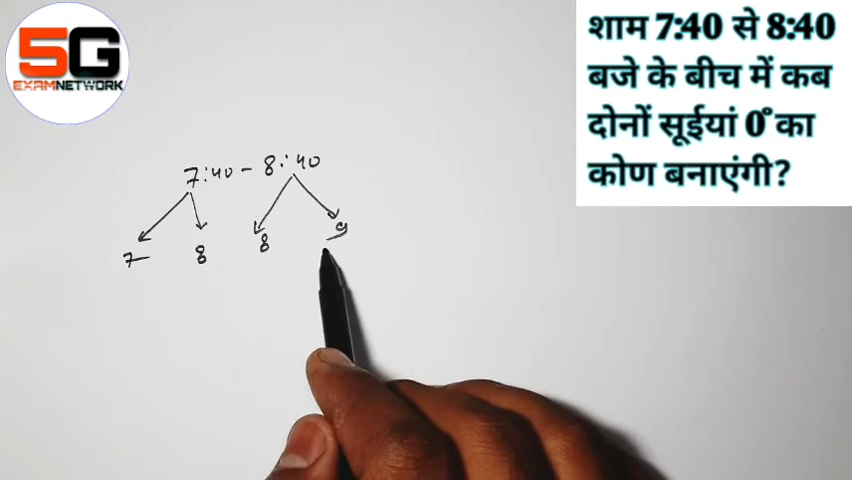 5G
EXAMNETWORK
शाम 7:40 से 8:40
बजे के बीच में कब
दोनों सूईयां 0° का
कोण बनाएंगी?
7:40 - 8:40
7 8 8 9